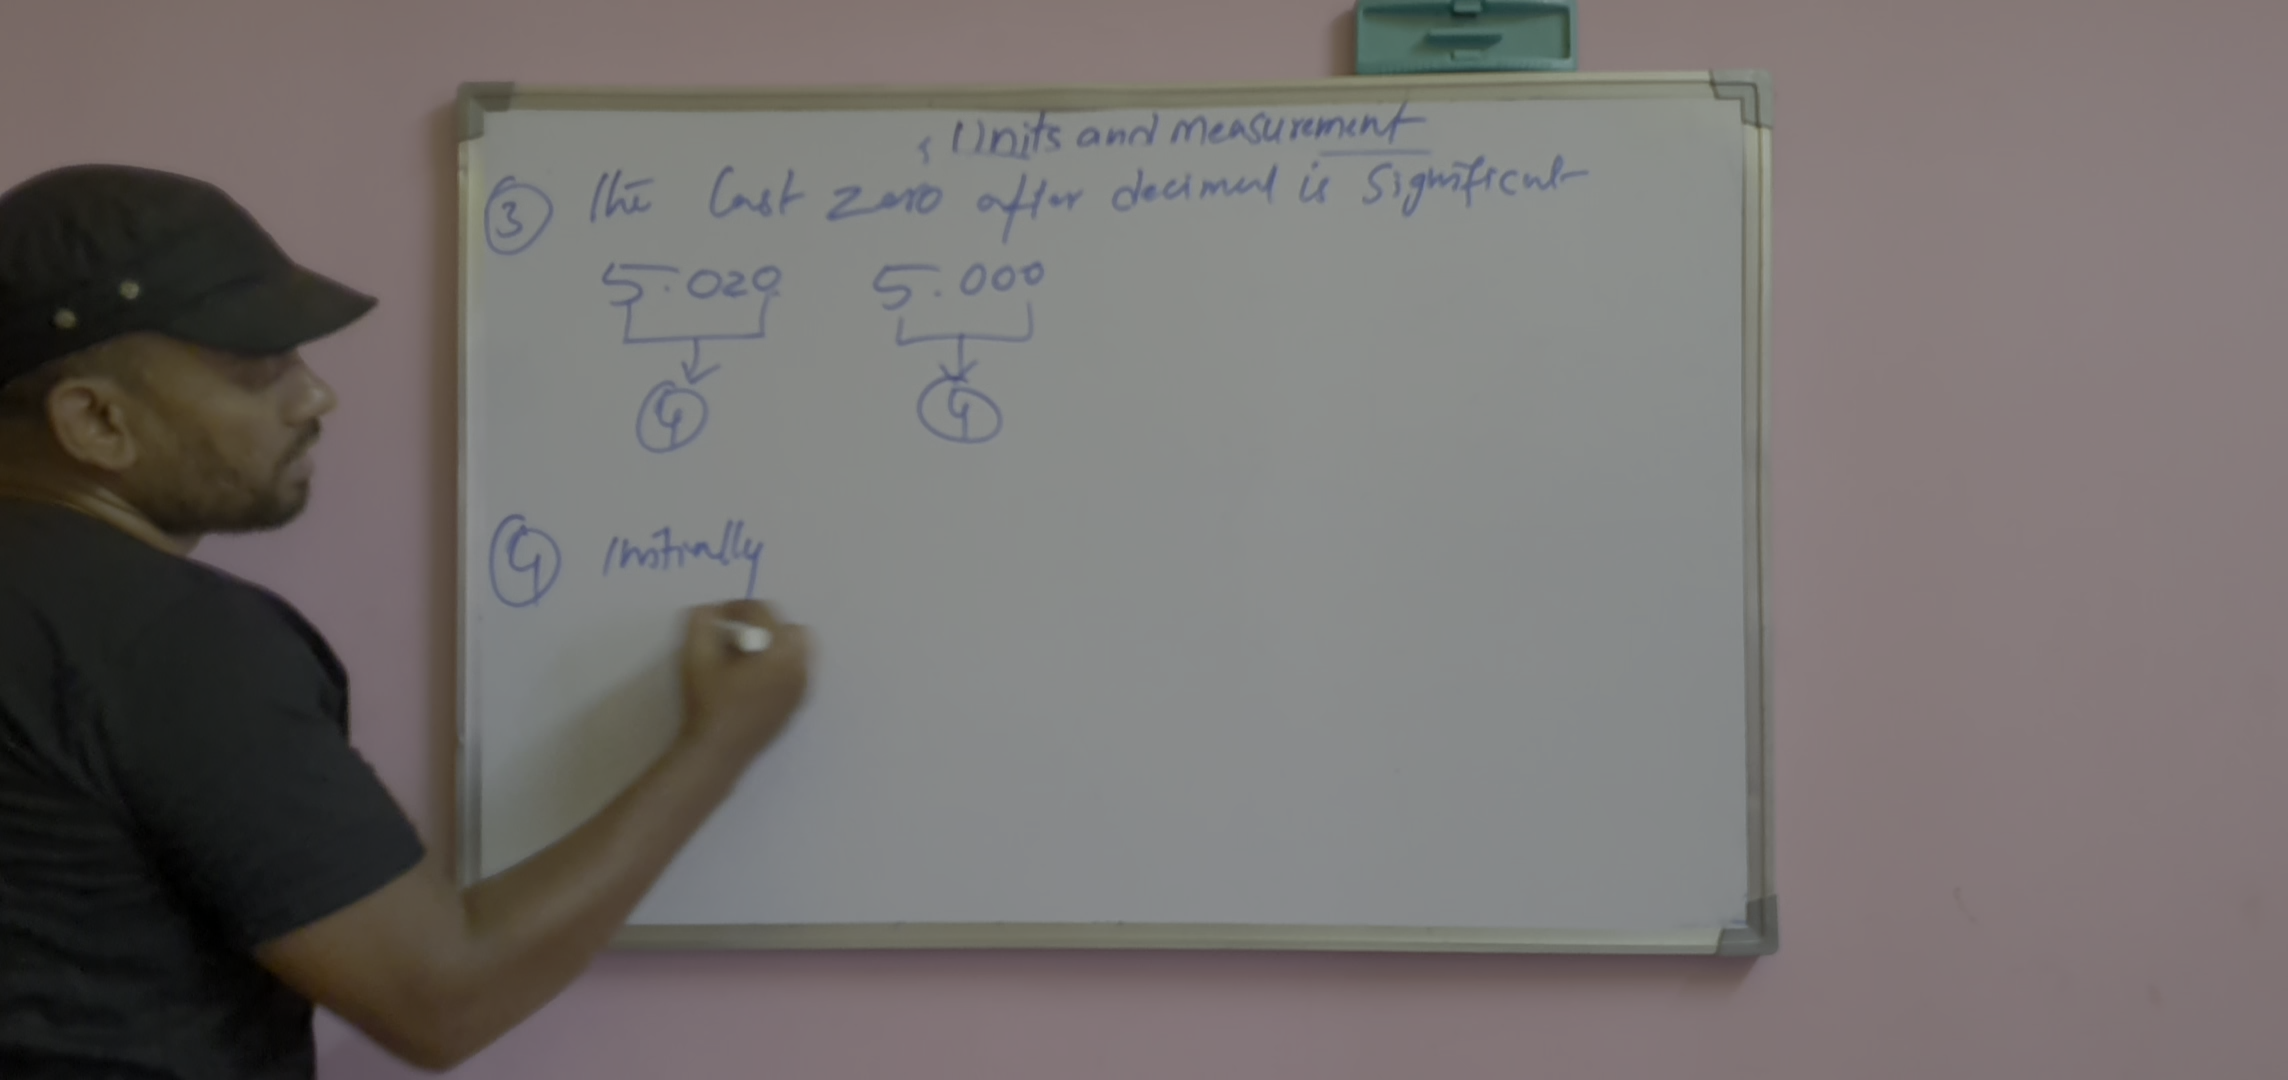 Units and measurement
③ The Last zero after decimal is Significant
5.020 5.000
④ ④
④ Initially